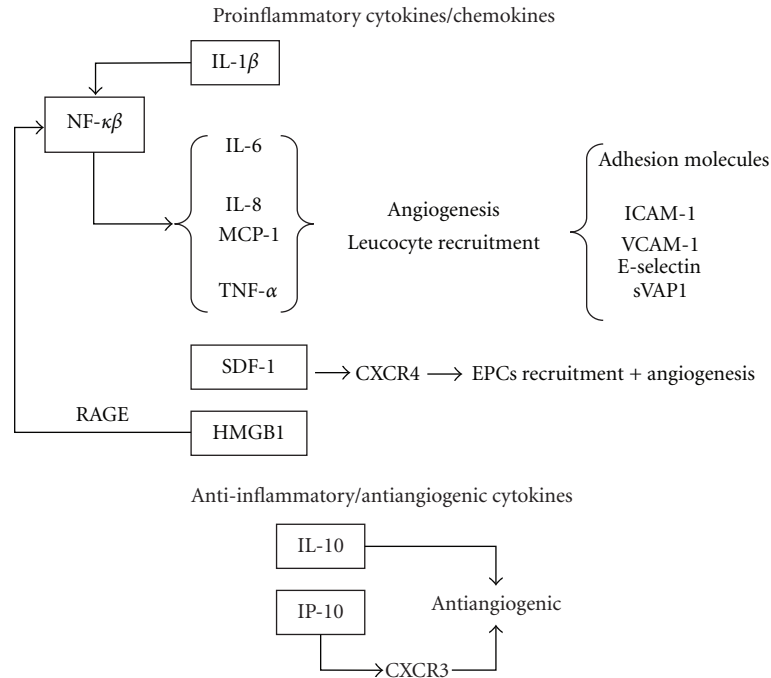 Proinflammatory cytokines/chemokines
IL-1β
NF-κβ
IL-6
IL-8
MCP-1
TNF-α
Angiogenesis
Leucocyte recruitment
Adhesion molecules
ICAM-1
VCAM-1
E-selectin
sVAP1
SDF-1
CXCR4
EPCs recruitment + angiogenesis
RAGE
HMGB1
Anti-inflammatory/antiangiogenic cytokines
IL-10
IP-10
Antiangiogenic
CXCR3